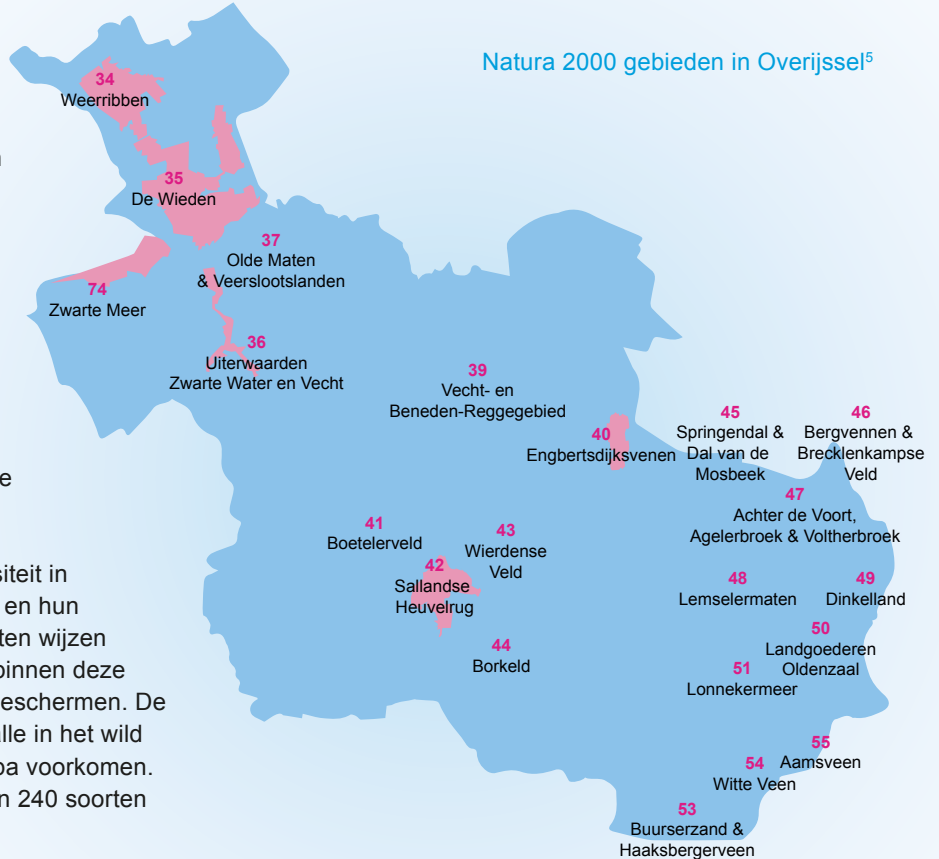 Natura 2000 gebieden in Overijssel⁵
34
Weerribben
35
De Wieden
37
Olde Maten
& Veerslootslanden
74
Zwarte Meer
36
Uiterwaarden
Zwarte Water en Vecht
39
Vecht- en
Beneden-Reggegebied
40
Engbertsdijksvenen
45
Springendal &
Dal van de
Mosbeek
46
Bergvennen &
Brecklenkampse
Veld
47
Achter de Voort,
Agelerbroek & Voltherbroek
41
Boetelerveld
42
Sallandse
Heuvelrug
43
Wierdense
Veld
44
Borkeld
48
Lemselermaten
49
Dinkelland
50
Landgoederen
Oldenzaal
51
Lonnekermeer
55
Aamsveen
54
Witte Veen
53
Buurserzand &
Haaksbergerveen
e
siteit in
en hun
ten wijzen
binnen deze
eschermen. De
alle in het wild
pa voorkomen.
n 240 soorten